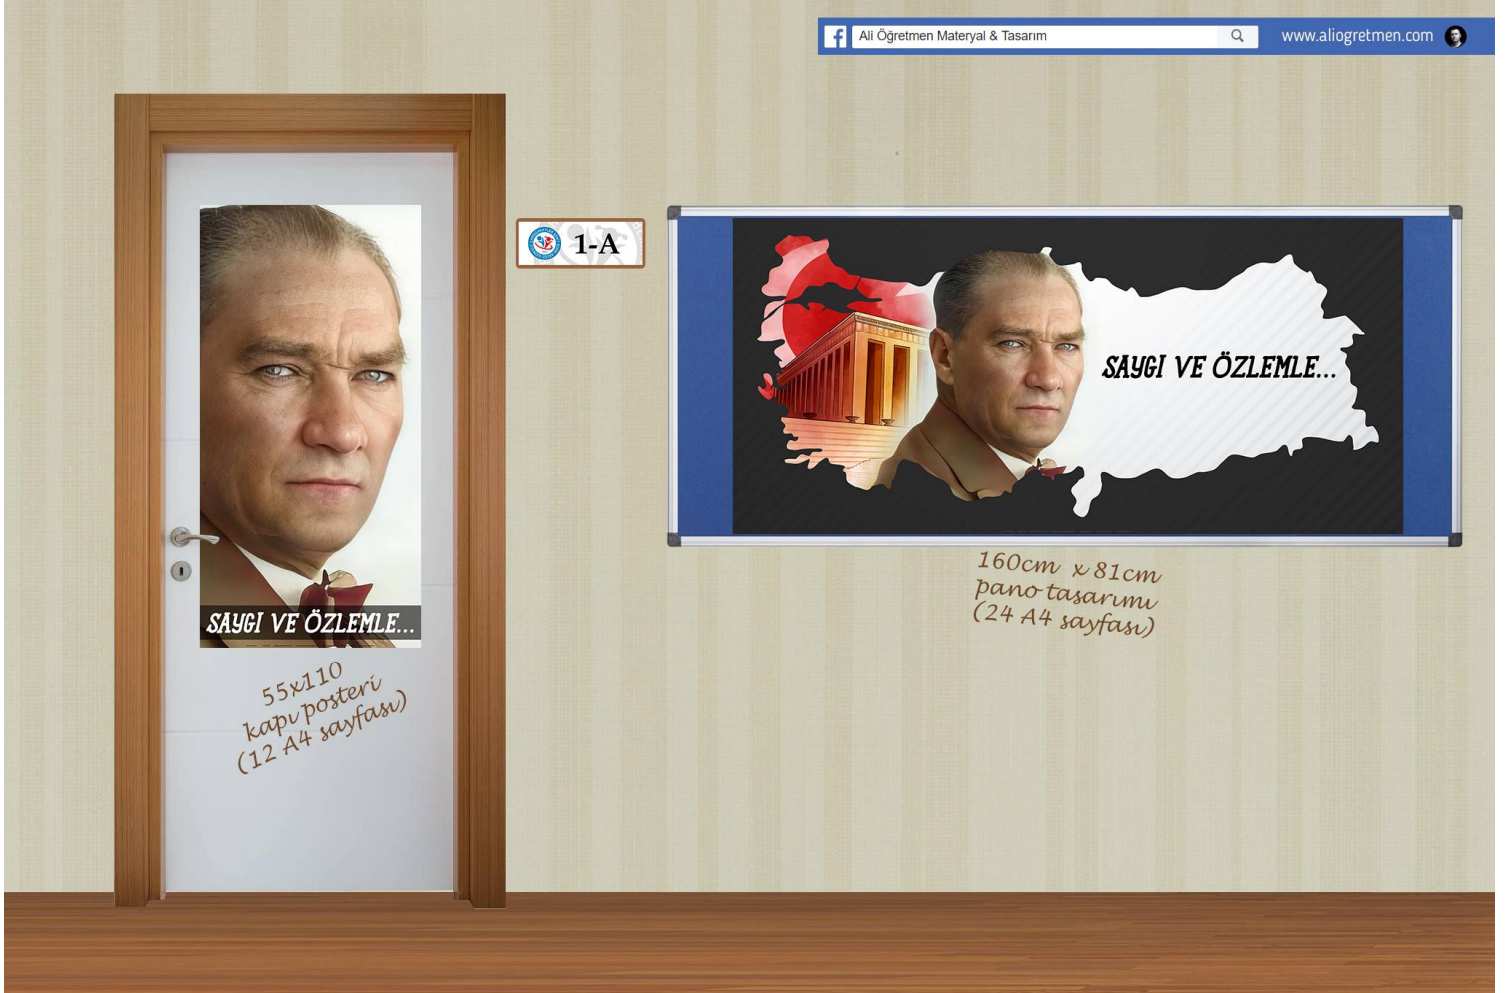 Ali Öğretmen Materyal & Tasarım
www.aliogretmen.com
1-A
SAYGI VE ÖZLEMLE...
55x110
kapı posteri
(12 A4 sayfası)
SAYGI VE ÖZLEMLE...
160cm x 81cm
pano tasarımı
(24 A4 sayfası)